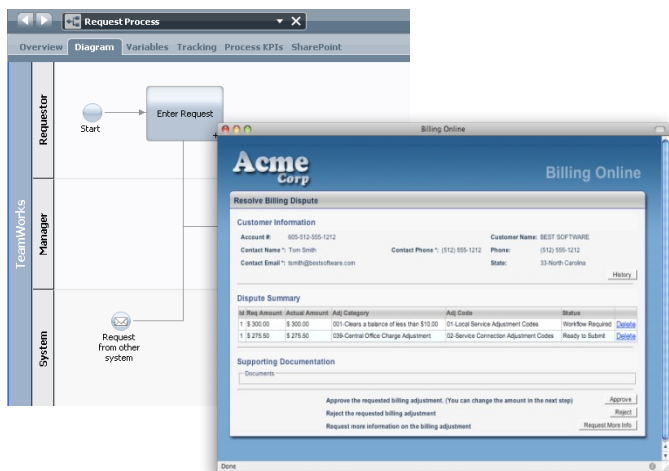 Request Process
Overview Diagram Variables Tracking Process KPIs SharePoint
TeamWorks
Requestor
Start
Enter Request
Manager
System
Request
from other
system
Billing Online
Acme
Corp
Billing Online
Resolve Billing Dispute
Customer Information
Account #: 605-512-555-1212 Customer Name: BEST SOFTWARE
Contact Name *: Tom Smith Contact Phone *: (512) 555-1212 Phone: (512) 555-1212
Contact Email *: tsmith@bestsoftware.com State: 33-North Carolina
History
Dispute Summary
Id Req Amount Actual Amount Adj Category Adj Code Status
1 $ 300.00 $ 300.00 001-Clears a balance of less than $10.00 01-Local Service Adjustment Codes Workflow Required Delete
1 $ 275.50 $ 275.50 039-Central Office Charge Adjustment 02-Service Connection Adjustment Codes Ready to Submit Delete
Supporting Documentation
Documents
Approve the requested billing adjustment. (You can change the amount in the next step) Approve
Reject the requested billing adjustment Reject
Request more information on the billing adjustment Request More Info
Done